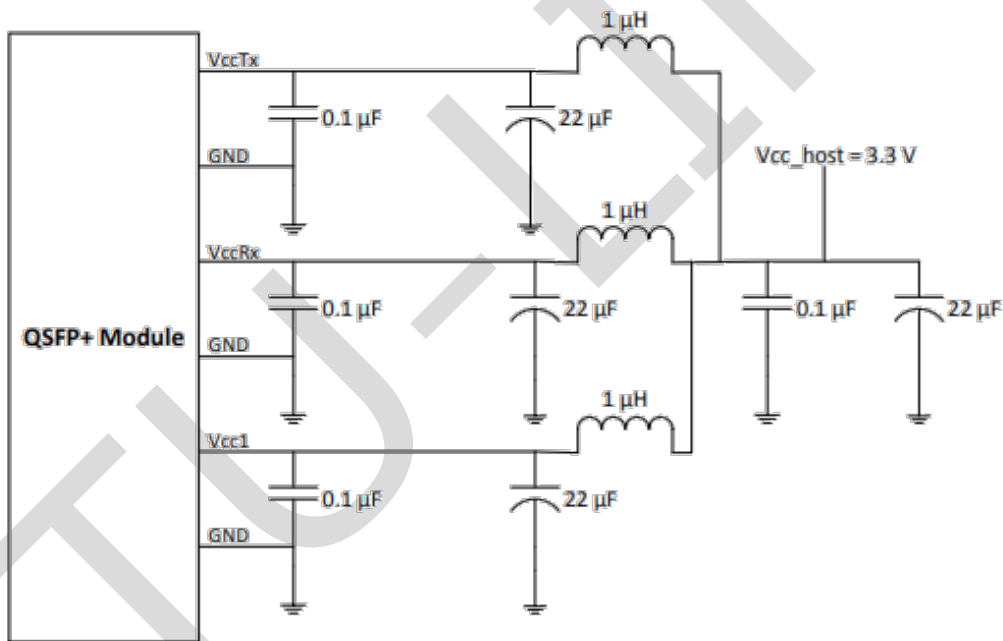 1 µH
VccTx
0.1 µF
22 µF
GND
Vcc_host = 3.3 V
1 µH
VccRx
0.1 µF
22 µF
0.1 µF
22 µF
QSFP+ Module
GND
1 µH
Vcc1
0.1 µF
22 µF
GND